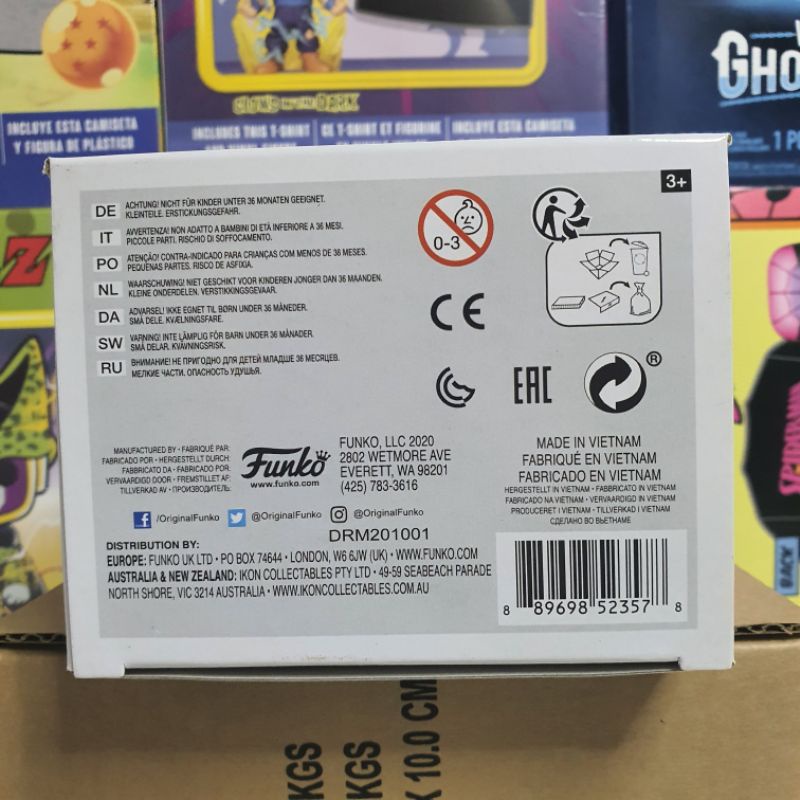 INCLUYE ESTA CAMISETA
Y FIGURA DE PLÁSTICO
GLOWS DARK
INCLUDES THIS T-SHIRT
CE T-SHIRT ET FIGURINE
INCLUYE ESTA CAMISETA
GHO
1 P
Z
3+
DE ACHTUNG! NICHT FÜR KINDER UNTER 36 MONATEN GEEIGNET.
KLEINTEILE. ERSTICKUNGSGEFAHR.
IT AVVERTENZA! NON ADATTO A BAMBINI DI ETÀ INFERIORE A 36 MESI.
PICCOLE PARTI. RISCHIO DI SOFFOCAMENTO.
PO ATENÇÃO! CONTRA-INDICADO PARA CRIANÇAS COM MENOS DE 36 MESES.
PEQUENAS PARTES. RISCO DE ASFIXIA.
NL WAARSCHUWING! NIET GESCHIKT VOOR KINDEREN JONGER DAN 36 MAANDEN.
KLEINE ONDERDELEN. VERSTIKKINGSGEVAAR.
DA ADVARSEL! IKKE EGNET TIL BØRN UNDER 36 MÅNEDER.
SMÅ DELE. KVÆLNINGSFARE.
SW VARNING! INTE LÄMPLIG FÖR BARN UNDER 36 MÅNADER.
SMÅ DELAR. KVÄVNINGSRISK.
RU ВНИМАНИЕ! НЕ ПРИГОДНО ДЛЯ ДЕТЕЙ МЛАДШЕ 36 МЕСЯЦЕВ.
МЕЛКИЕ ЧАСТИ. ОПАСНОСТЬ УДУШЬЯ.
0-3
CE
EAC
®
MANUFACTURED BY • FABRIQUÉ PAR:
FABRICADO POR • HERGESTELLT DURCH:
FABBRICATO DA • FABRICADO POR:
VERVAARDIGD DOOR • FREMSTILLET AF:
TILLVERKAD AV • ПРОИЗВОДИТЕЛЬ:
Funko
www.funko.com
FUNKO, LLC 2020
2802 WETMORE AVE
EVERETT, WA 98201
(425) 783-3616
MADE IN VIETNAM
FABRIQUÉ EN VIETNAM
FABRICADO EN VIETNAM
HERGESTELLT IN VIETNAM • FABBRICATO IN VIETNAM
FABRICADO NA VIETNAM • VERVAARDIGD IN VIETNAM
PRODUCERET I VIETNAM • TILLVERKAD I VIETNAM
СДЕЛАНО ВО ВЬЕТНАМЕ
f /OriginalFunko @OriginalFunko @OriginalFunko
DRM201001
DISTRIBUTION BY:
EUROPE: FUNKO UK LTD • PO BOX 74644 • LONDON, W6 6JW (UK) • WWW.FUNKO.COM
AUSTRALIA & NEW ZEALAND: IKON COLLECTABLES PTY LTD • 49-59 SEABEACH PARADE
NORTH SHORE, VIC 3214 AUSTRALIA • WWW.IKONCOLLECTABLES.COM.AU
8 89698 52357 8
BACK
KGS
KGS
X 10.0 CM